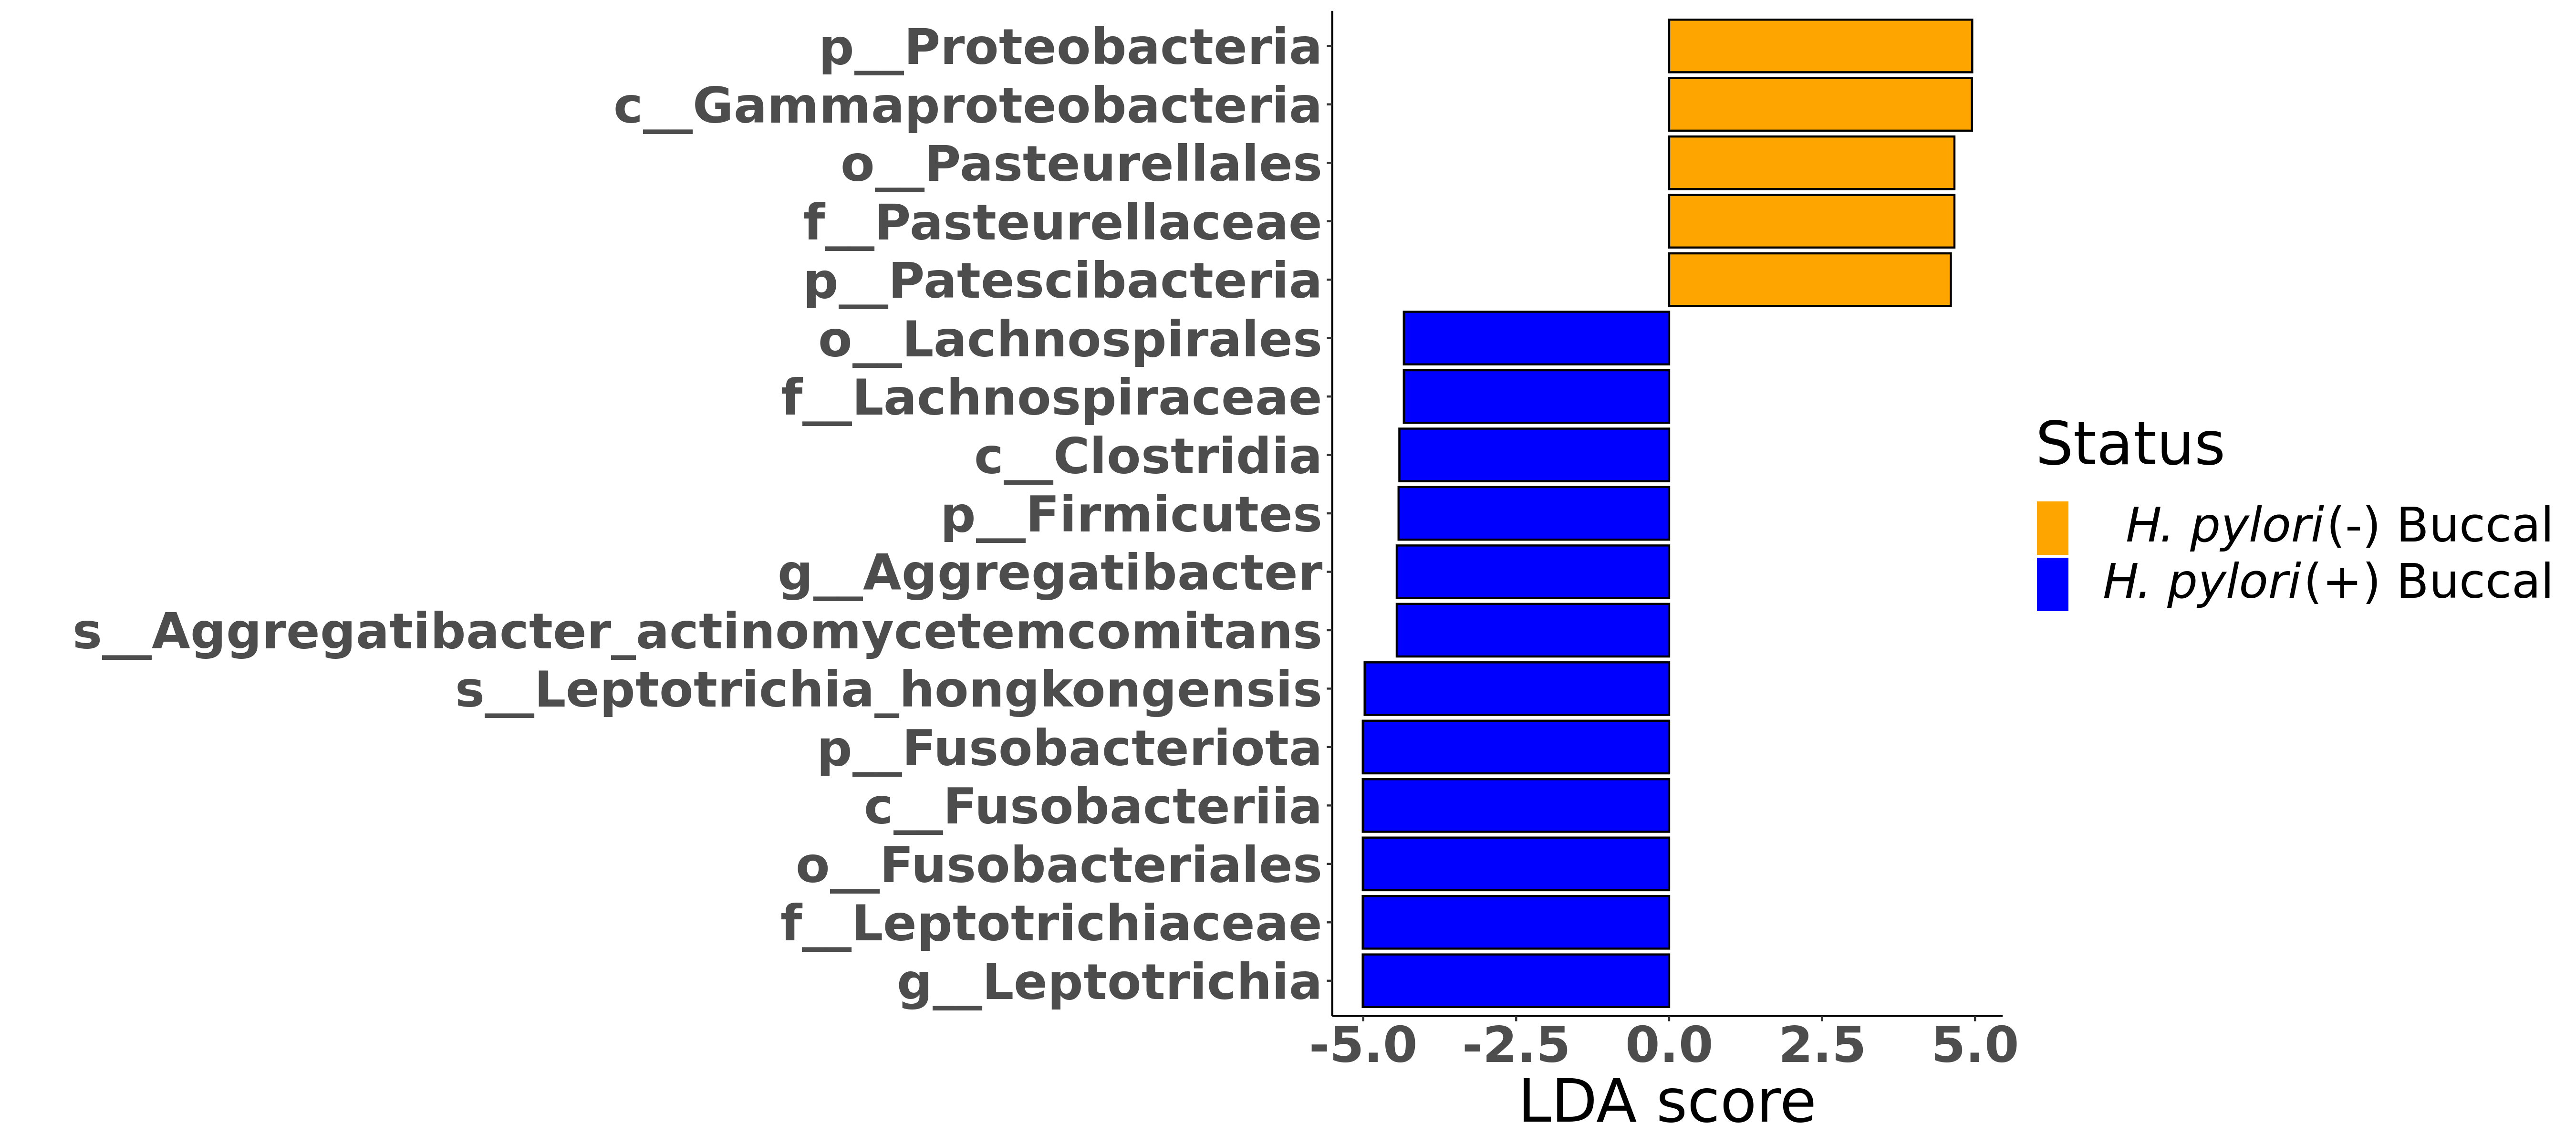 p__Proteobacteria
c__Gammaproteobacteria
o__Pasteurellales
f__Pasteurellaceae
p__Patescibacteria
o__Lachnospirales
f__Lachnospiraceae
c__Clostridia
p__Firmicutes
g__Aggregatibacter
s__Aggregatibacter_actinomycetemcomitans
s__Leptotrichia_hongkongensis
p__Fusobacteriota
c__Fusobacteriia
o__Fusobacteriales
f__Leptotrichiaceae
g__Leptotrichia
-5.0 -2.5 0.0 2.5 5.0
LDA score
Status
H. pylori(-) Buccal
H. pylori(+) Buccal